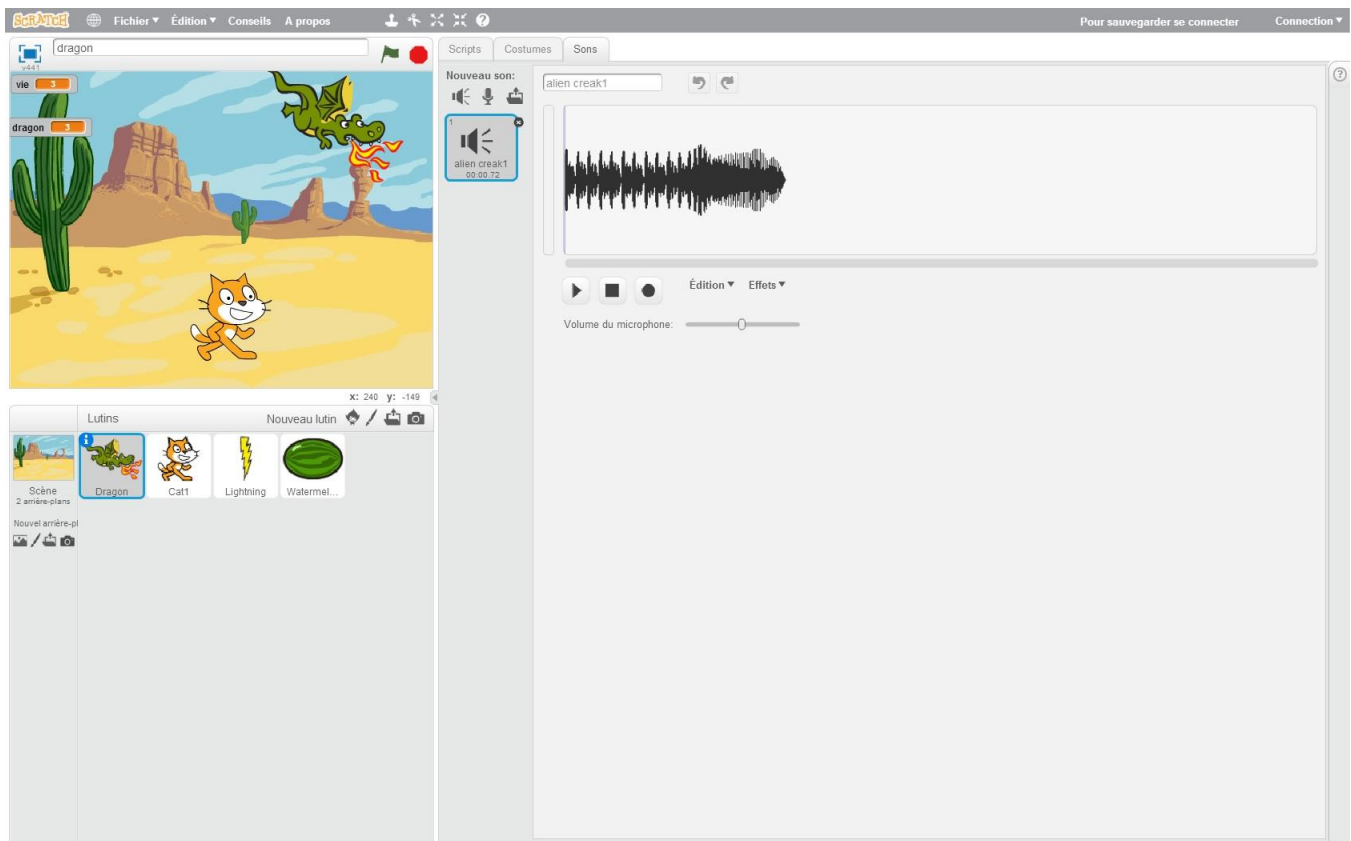 SCRATCH Fichier Édition Conseils A propos Pour sauvegarder se connecter Connection
dragon
v441
vie 3
dragon 3
x: 240 y: -149
Scripts Costumes Sons
Nouveau son:
1
alien creak1
00:00.72
alien creak1
Édition Effets
Volume du microphone:
Lutins Nouveau lutin
Scène
2 arrière-plans
Nouvel arrière-pl
Dragon Cat1 Lightning Watermel...